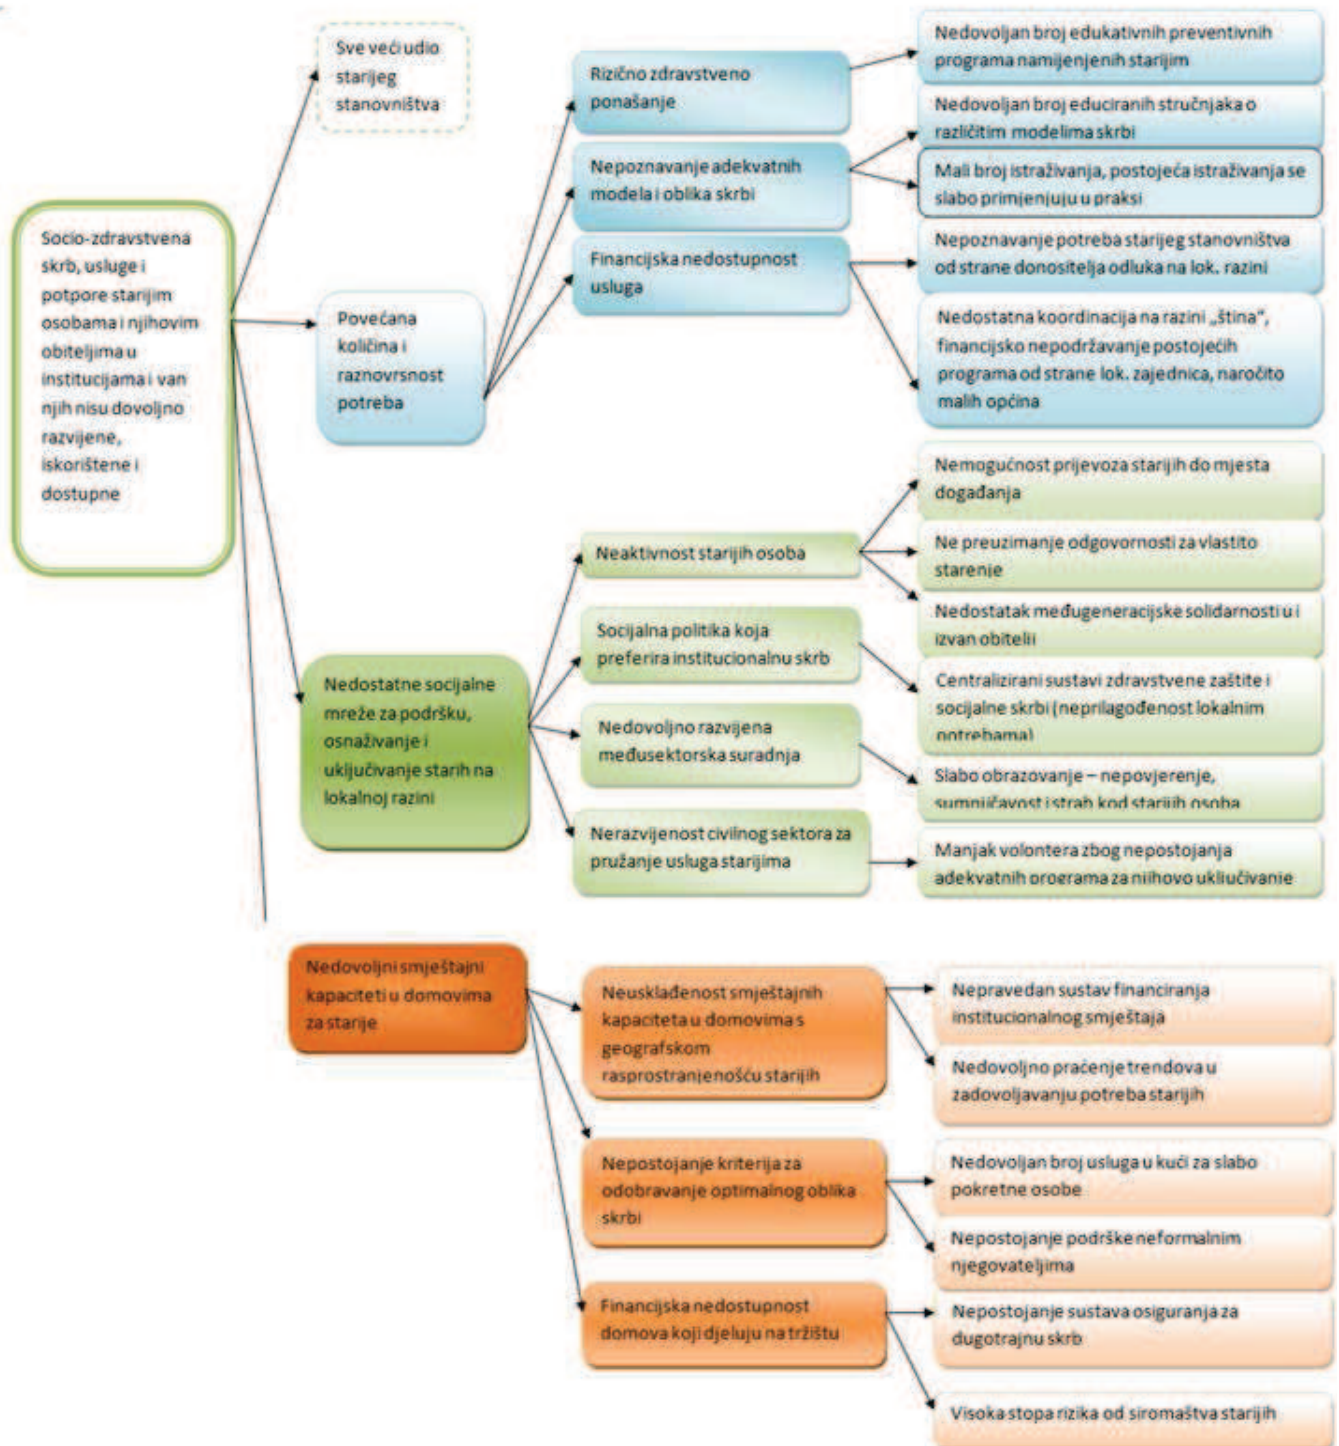 Socio-zdravstvena
skrb, usluge i
potpore starijim
osobama i njihovim
obiteljima u
institucijama i van
njih nisu dovoljno
razvijene,
iskorištene i
dostupne
Sve veći udio
starijeg
stanovništva
Povećana
količina i
raznovrsnost
potreba
Rizično zdravstveno
ponašanje
Nepoznavanje adekvatnih
modela i oblika skrbi
Financijska nedostupnost
usluga
Nedovoljan broj edukativnih preventivnih
programa namijenjenih starijim
Nedovoljan broj educiranih stručnjaka o
različitim modelima skrbi
Mali broj istraživanja, postojeća istraživanja se
slabo primjenjuju u praksi
Nepoznavanje potreba starijeg stanovništva
od strane donositelja odluka na lok. razini
Nedostatna koordinacija na razini „ština“,
financijsko nepodržavanje postojećih
programa od strane lok. zajednica, naročito
malih općina
Nedostatne socijalne
mreže za podršku,
osnaživanje i
uključivanje starih na
lokalnoj razini
Neaktivnost starijih osoba
Socijalna politika koja
preferira institucionalnu skrb
Nedovoljno razvijena
međusektorska suradnja
Nerazvijenost civilnog sektora za
pružanje usluga starijima
Nemogućnost prijevoza starijih do mjesta
događanja
Ne preuzimanje odgovornosti za vlastito
starenje
Nedostatak međugeneracijske solidarnosti u i
izvan obitelji
Centralizirani sustavi zdravstvene zaštite i
socijalne skrbi (neprilagođenost lokalnim
potrebama)
Slabo obrazovanje – nepovjerenje,
sumnjičavost i strah kod starijih osoba
Manjak volontera zbog nepostojanja
adekvatnih programa za njihovo uključivanje
Nedovoljni smještajni
kapaciteti u domovima
za starije
Neusklađenost smještajnih
kapaciteta u domovima s
geografskom
rasprostranjenošću starijih
Nepostojanje kriterija za
odobravanje optimalnog oblika
skrbi
Financijska nedostupnost
domova koji djeluju na tržištu
Nepravedan sustav financiranja
institucionalnog smještaja
Nedovoljno praćenje trendova u
zadovoljavanju potreba starijih
Nedovoljan broj usluga u kući za slabo
pokretne osobe
Nepostojanje podrške neformalnim
njegovateljima
Nepostojanje sustava osiguranja za
dugotrajnu skrb
Visoka stopa rizika od siromaštva starijih